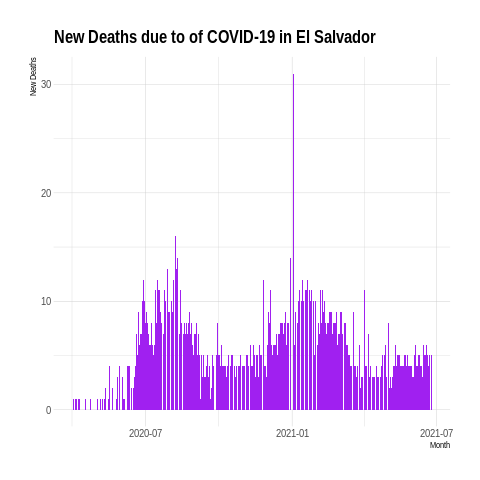 New Deaths due to of COVID-19 in El Salvador
New Deaths
30
20
10
0
2020-07
2021-01
2021-07
Month